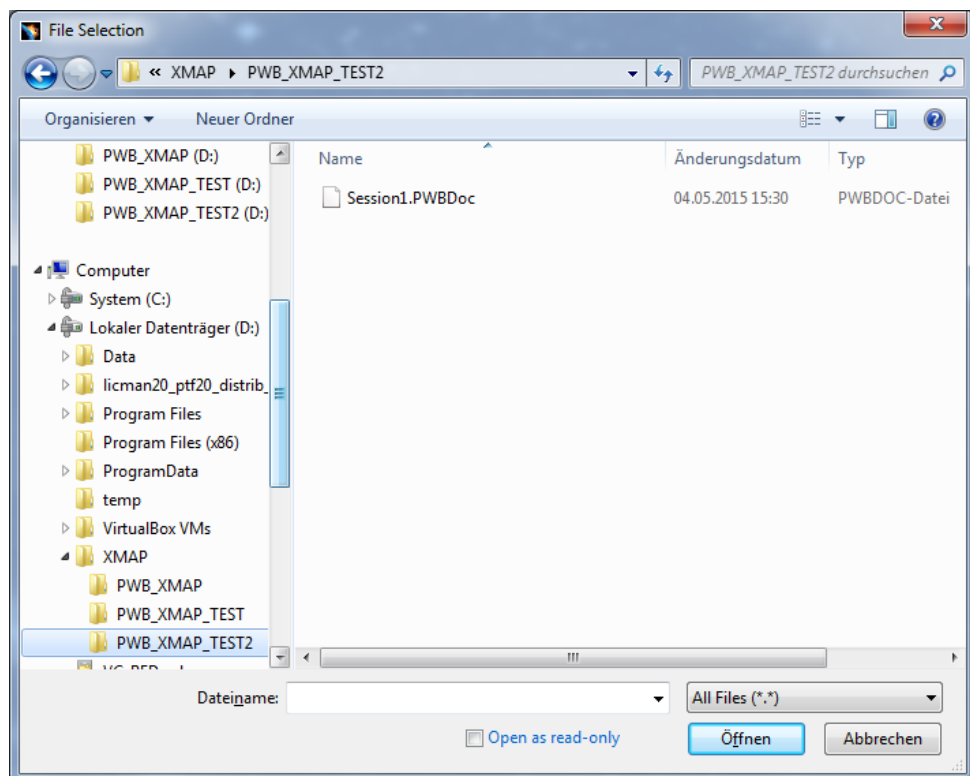 File Selection
« XMAP PWB_XMAP_TEST2 PWB_XMAP_TEST2 durchsuchen
Organisieren Neuer Ordner
PWB_XMAP (D:)
PWB_XMAP_TEST (D:)
PWB_XMAP_TEST2 (D:)
Computer
System (C:)
Lokaler Datenträger (D:)
Data
licman20_ptf20_distrib_
Program Files
Program Files (x86)
ProgramData
temp
VirtualBox VMs
XMAP
PWB_XMAP
PWB_XMAP_TEST
PWB_XMAP_TEST2
Name Änderungsdatum Typ
Session1.PWBDoc 04.05.2015 15:30 PWBDOC-Datei
Dateiname: All Files (*.*)
Open as read-only Öffnen Abbrechen